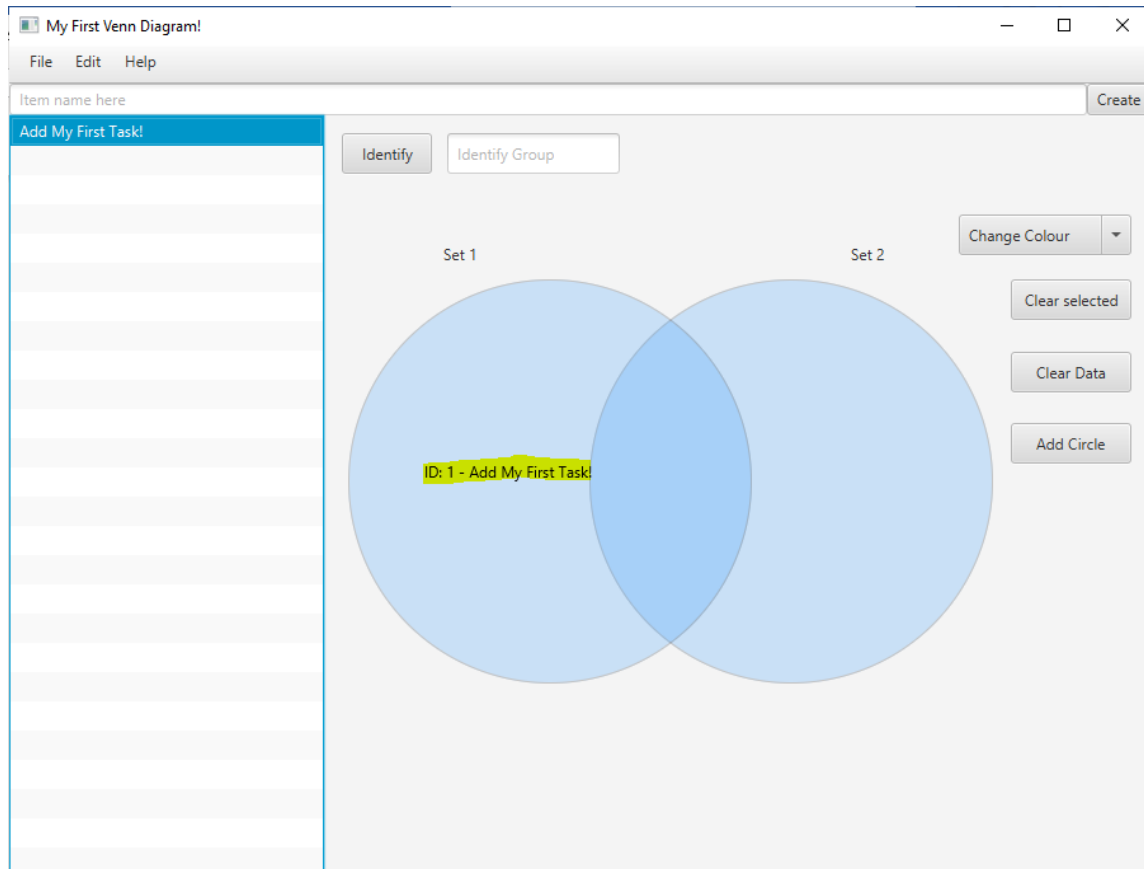 My First Venn Diagram!
File Edit Help
Item name here
Create
Add My First Task!
Identify
Identify Group
Change Colour
Set 1
Set 2
Clear selected
Clear Data
Add Circle
ID: 1 - Add My First Task!